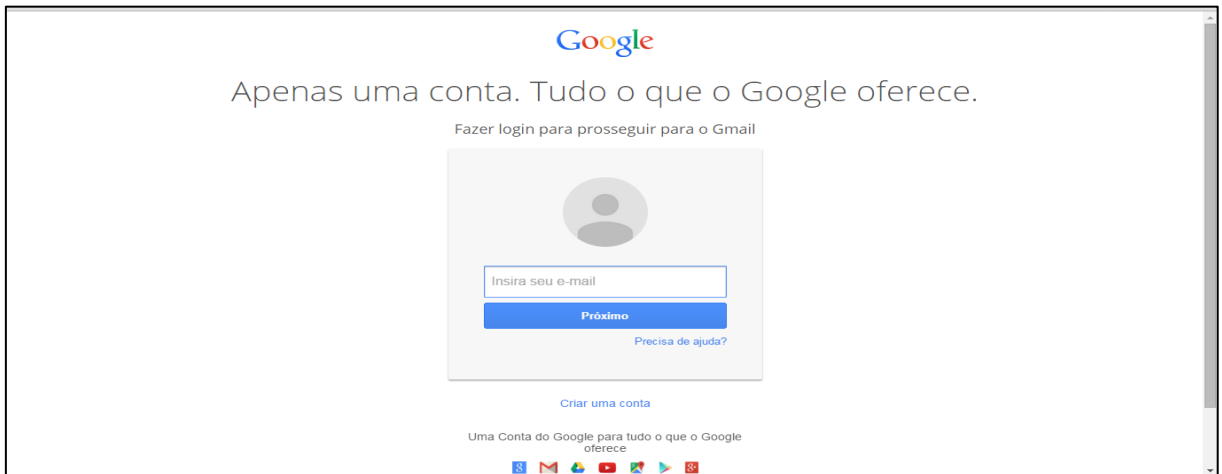 Google
Apenas uma conta. Tudo o que o Google oferece.
Fazer login para prosseguir para o Gmail
Insira seu e-mail
Próximo
Precisa de ajuda?
Criar uma conta
Uma Conta do Google para tudo o que o Google
oferece